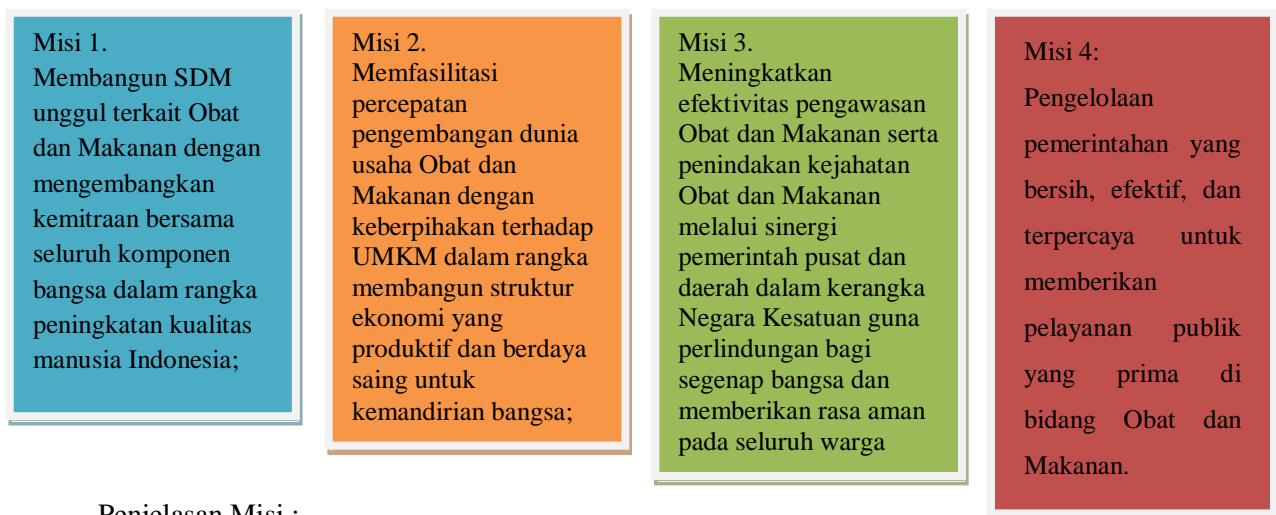 Misi 1.
Membangun SDM
unggul terkait Obat
dan Makanan dengan
mengembangkan
kemitraan bersama
seluruh komponen
bangsa dalam rangka
peningkatan kualitas
manusia Indonesia;
Misi 2.
Memfasilitasi
percepatan
pengembangan dunia
usaha Obat dan
Makanan dengan
keberpihakan terhadap
UMKM dalam rangka
membangun struktur
ekonomi yang
produktif dan berdaya
saing untuk
kemandirian bangsa;
Misi 3.
Meningkatkan
efektivitas pengawasan
Obat dan Makanan serta
penindakan kejahatan
Obat dan Makanan
melalui sinergi
pemerintah pusat dan
daerah dalam kerangka
Negara Kesatuan guna
perlindungan bagi
segenap bangsa dan
memberikan rasa aman
pada seluruh warga
Misi 4:
Pengelolaan
pemerintahan yang
bersih, efektif, dan
terpercaya untuk
memberikan
pelayanan publik
yang prima di
bidang Obat dan
Makanan.
Penjelasan Misi :